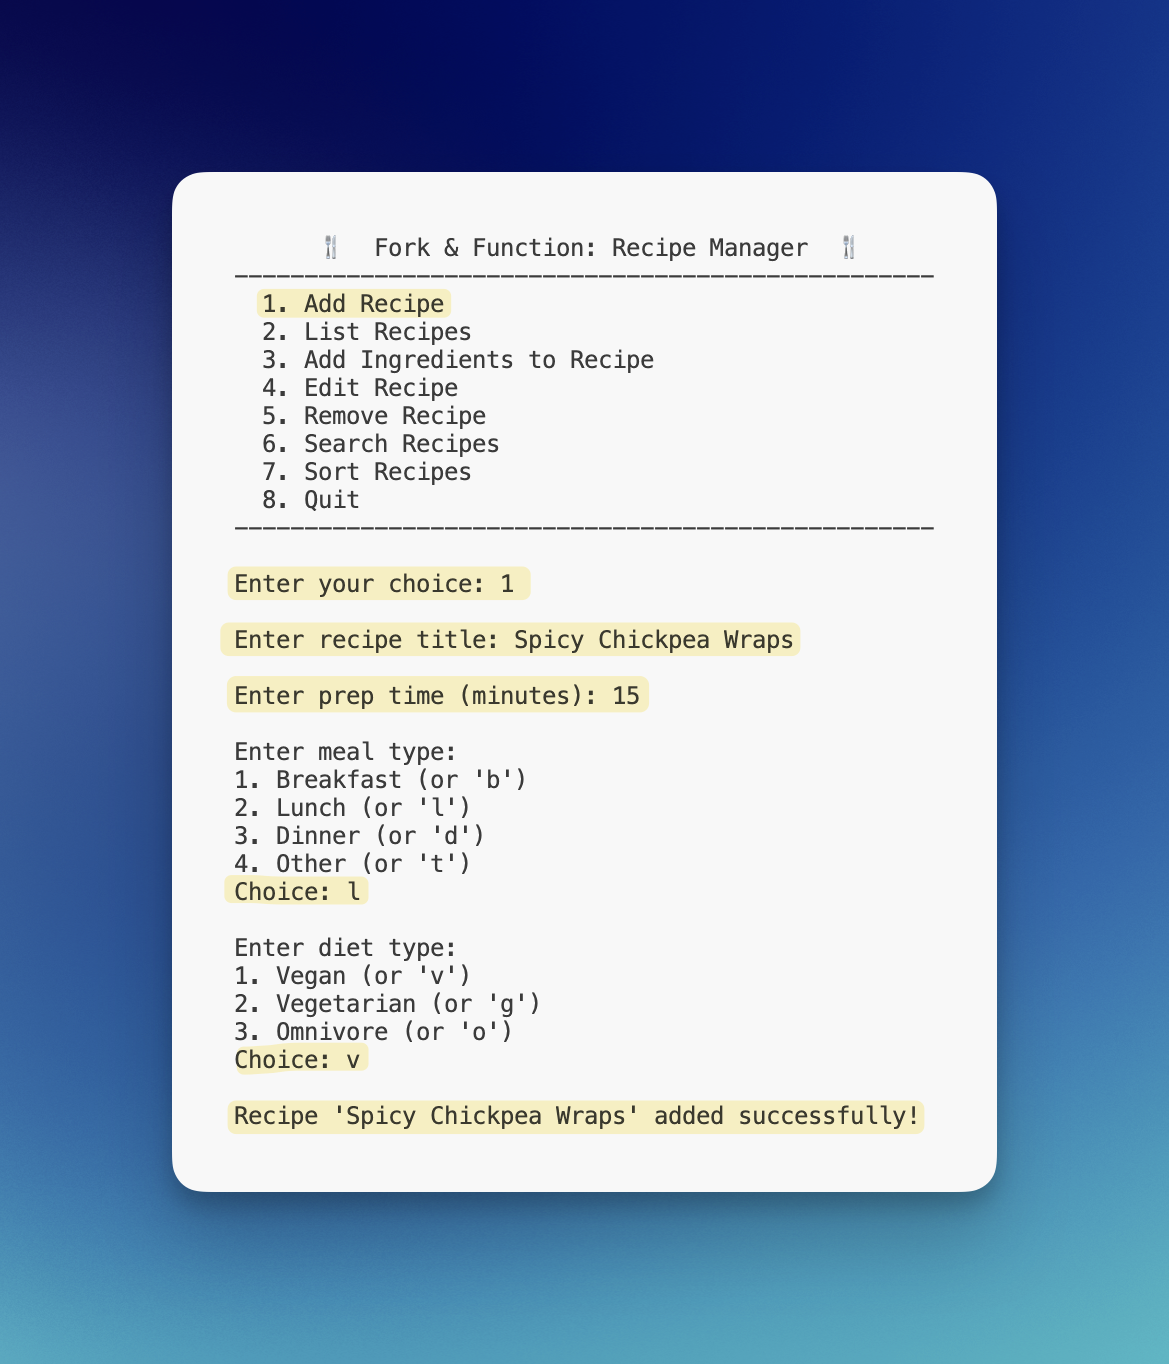 🍴 Fork & Function: Recipe Manager 🍴
--------------------------------------------------
1. Add Recipe
2. List Recipes
3. Add Ingredients to Recipe
4. Edit Recipe
5. Remove Recipe
6. Search Recipes
7. Sort Recipes
8. Quit
--------------------------------------------------
Enter your choice: 1
Enter recipe title: Spicy Chickpea Wraps
Enter prep time (minutes): 15
Enter meal type:
1. Breakfast (or 'b')
2. Lunch (or 'l')
3. Dinner (or 'd')
4. Other (or 't')
Choice: l
Enter diet type:
1. Vegan (or 'v')
2. Vegetarian (or 'g')
3. Omnivore (or 'o')
Choice: v
Recipe 'Spicy Chickpea Wraps' added successfully!